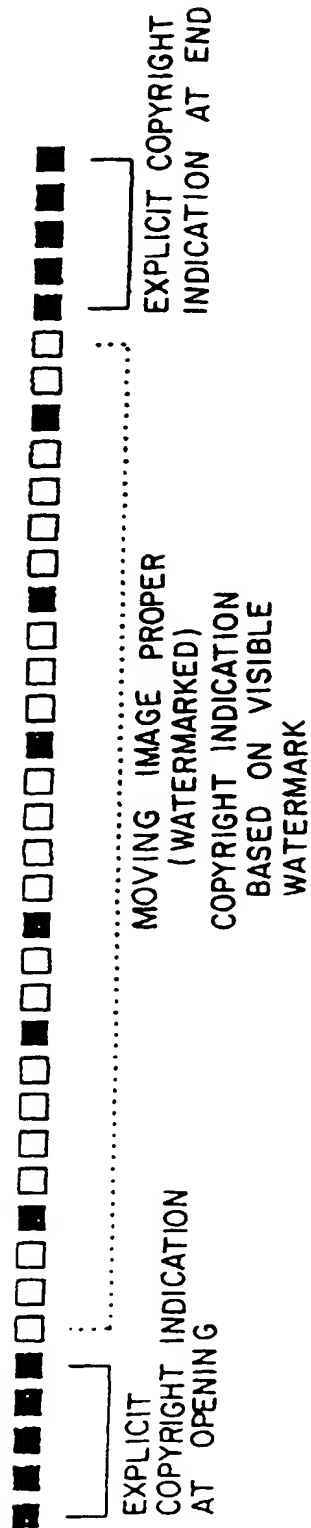 EXPLICIT
COPYRIGHT INDICATION
AT OPENING
MOVING IMAGE PROPER
(WATERMARKED)
COPYRIGHT INDICATION
BASED ON VISIBLE
WATERMARK
EXPLICIT COPYRIGHT
INDICATION AT END